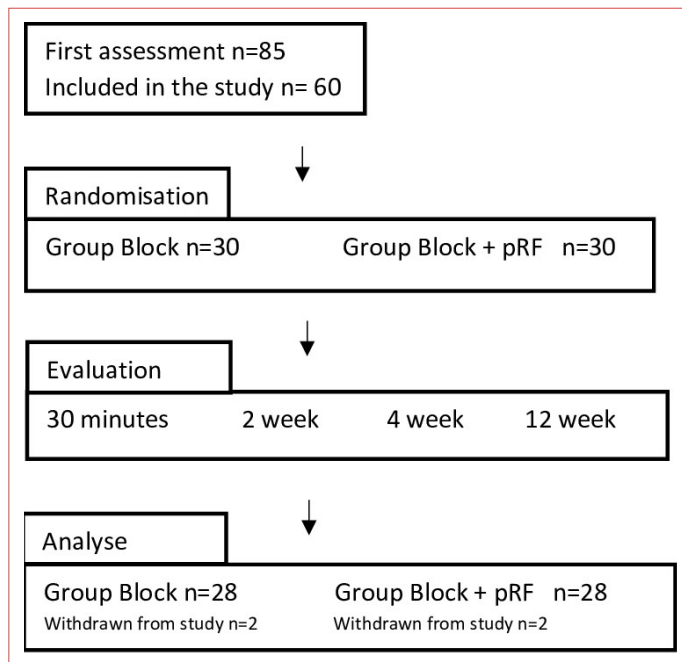 First assessment n=85
Included in the study n= 60
Randomisation
Group Block n=30 Group Block + pRF n=30
Evaluation
30 minutes 2 week 4 week 12 week
Analyse
Group Block n=28 Group Block + pRF n=28
Withdrawn from study n=2 Withdrawn from study n=2